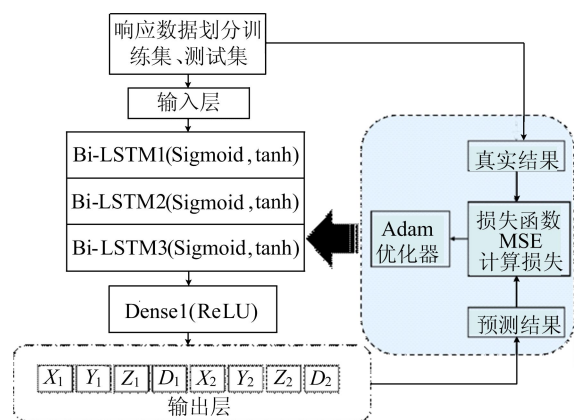 响应数据划分训
练集、测试集
输入层
Bi-LSTM1(Sigmoid,tanh)
Bi-LSTM2(Sigmoid,tanh)
Bi-LSTM3(Sigmoid,tanh)
Dense1(ReLU)
X₁ Y₁ Z₁ D₁ X₂ Y₂ Z₂ D₂
输出层
真实结果
损失函数
MSE
计算损失
Adam
优化器
预测结果